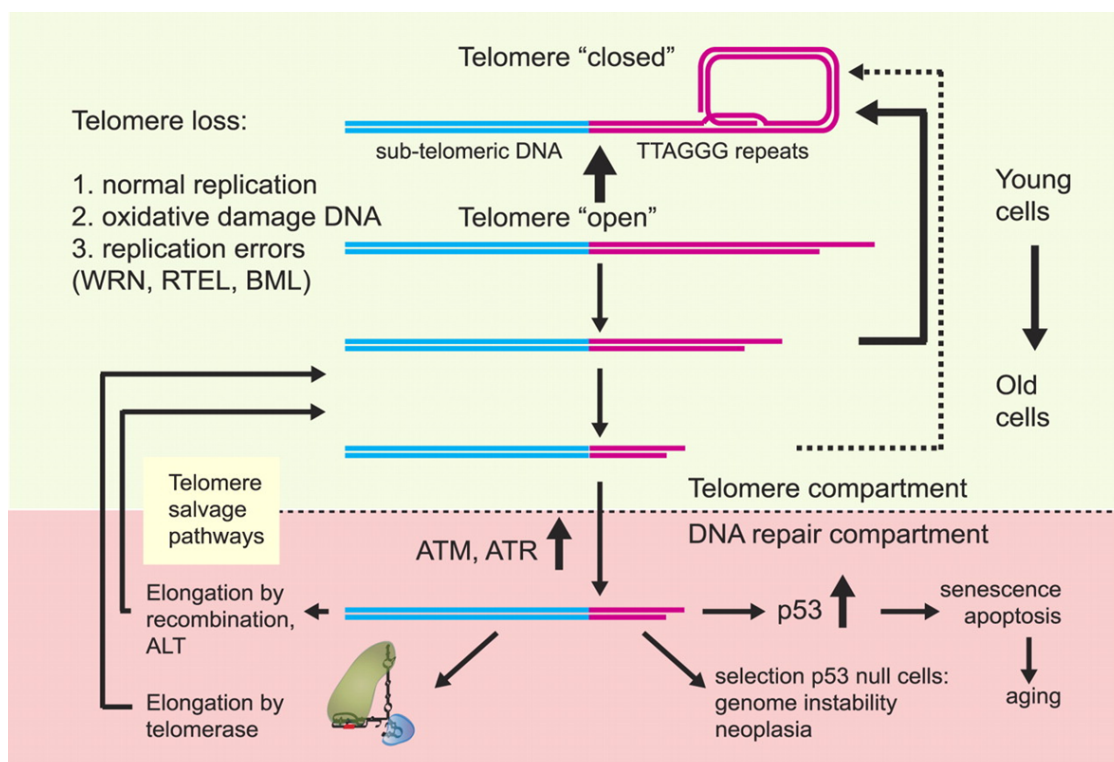 Telomere “closed”
Telomere loss:
sub-telomeric DNA
TTAGGG repeats
1. normal replication
2. oxidative damage DNA
3. replication errors
(WRN, RTEL, BML)
Telomere “open”
Young
cells
Old
cells
Telomere
salvage
pathways
Telomere compartment
DNA repair compartment
ATM, ATR
Elongation by
recombination,
ALT
p53
senescence
apoptosis
aging
selection p53 null cells:
genome instability
neoplasia
Elongation by
telomerase